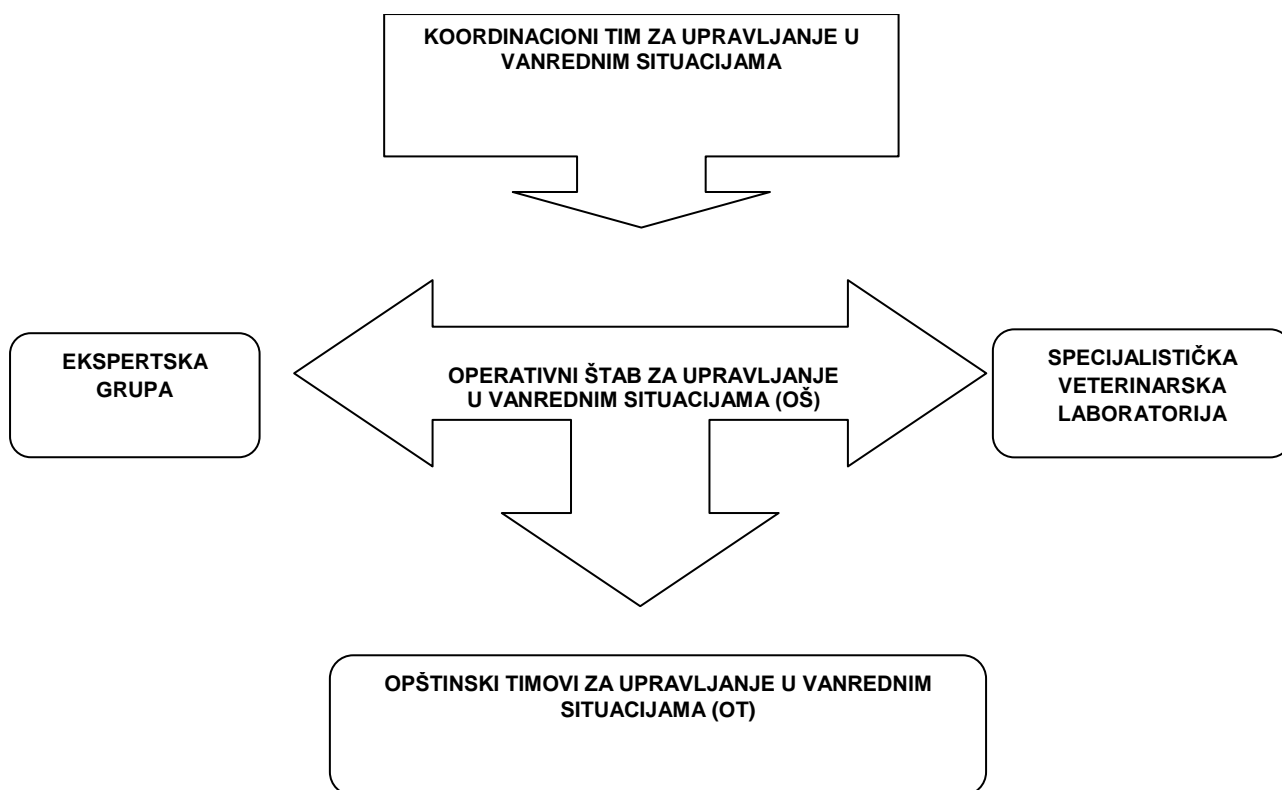 KOORDINACIONI TIM ZA UPRAVLJANJE U
VANREDNIM SITUACIJAMA
EKSPERTSKA
GRUPA
OPERATIVNI ŠTAB ZA UPRAVLJANJE
U VANREDNIM SITUACIJAMA (OŠ)
SPECIJALISTIČKA
VETERINARSKA
LABORATORIJA
OPŠTINSKI TIMOVI ZA UPRAVLJANJE U VANREDNIM
SITUACIJAMA (OT)